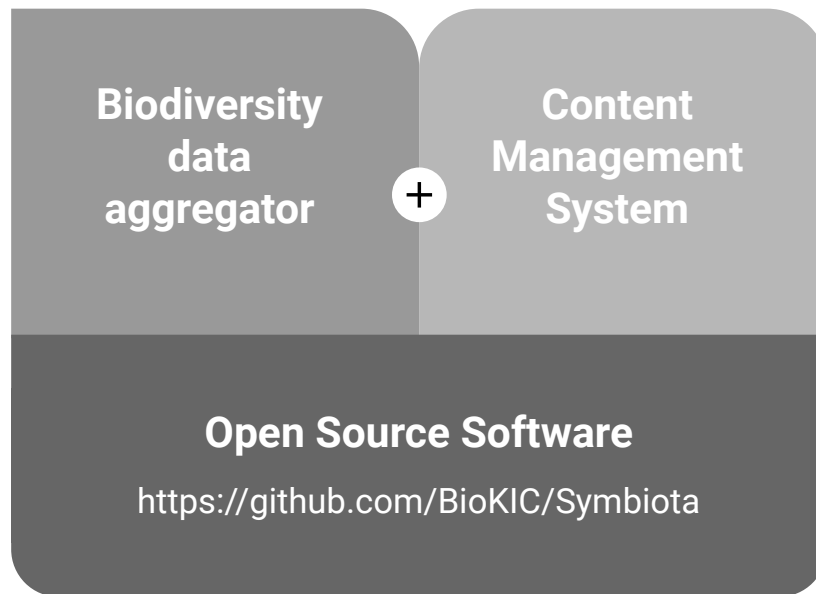 Biodiversity
data
aggregator
+
Content
Management
System
Open Source Software
https://github.com/BioKIC/Symbiota